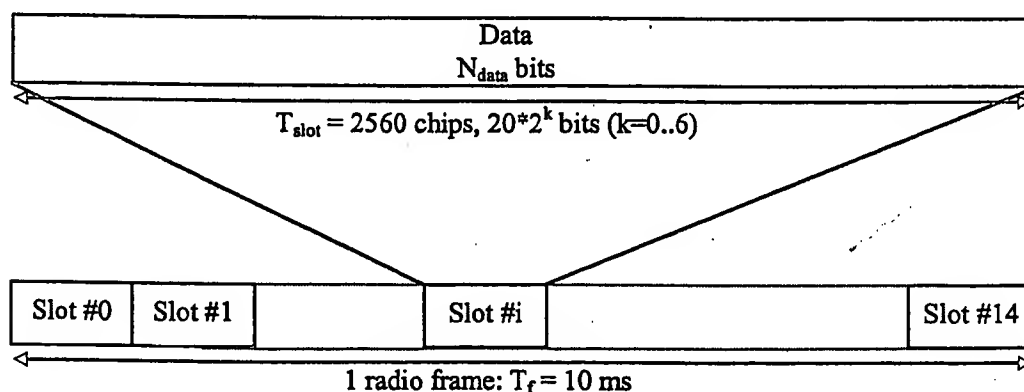 Data
N_data bits
T_slot = 2560 chips, 20*2^k bits (k=0..6)
Slot #0 Slot #1 Slot #i Slot #14
1 radio frame: T_f = 10 ms